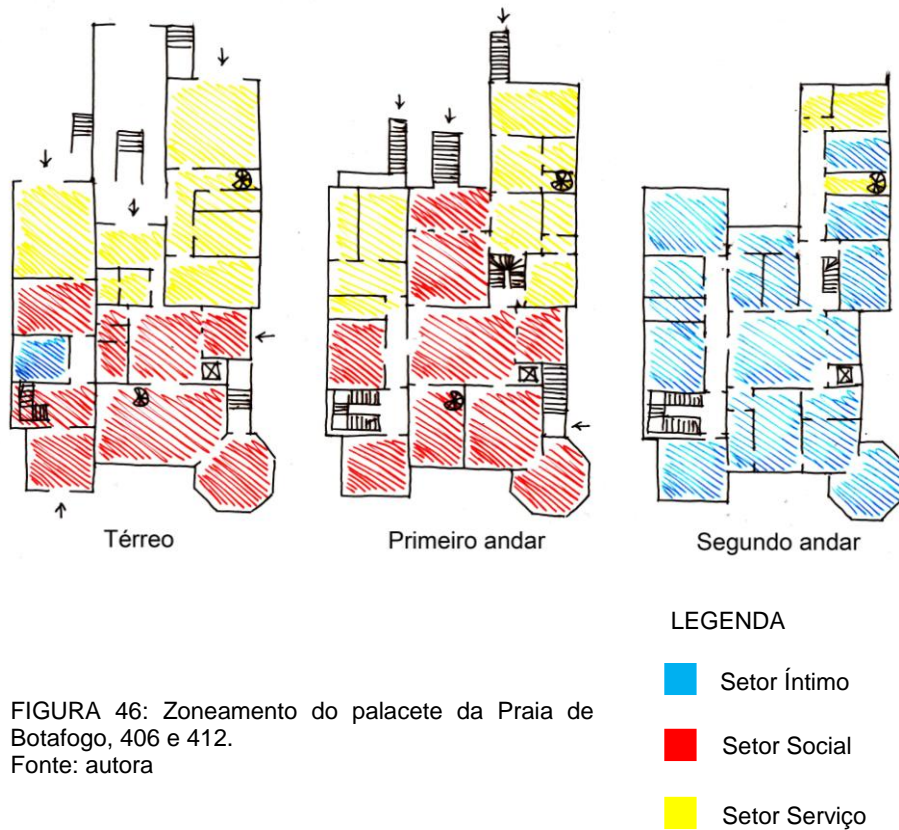 Térreo
Primeiro andar
Segundo andar
LEGENDA
Setor Íntimo
Setor Social
Setor Serviço
FIGURA 46: Zoneamento do palacete da Praia de
Botafogo, 406 e 412.
Fonte: autora